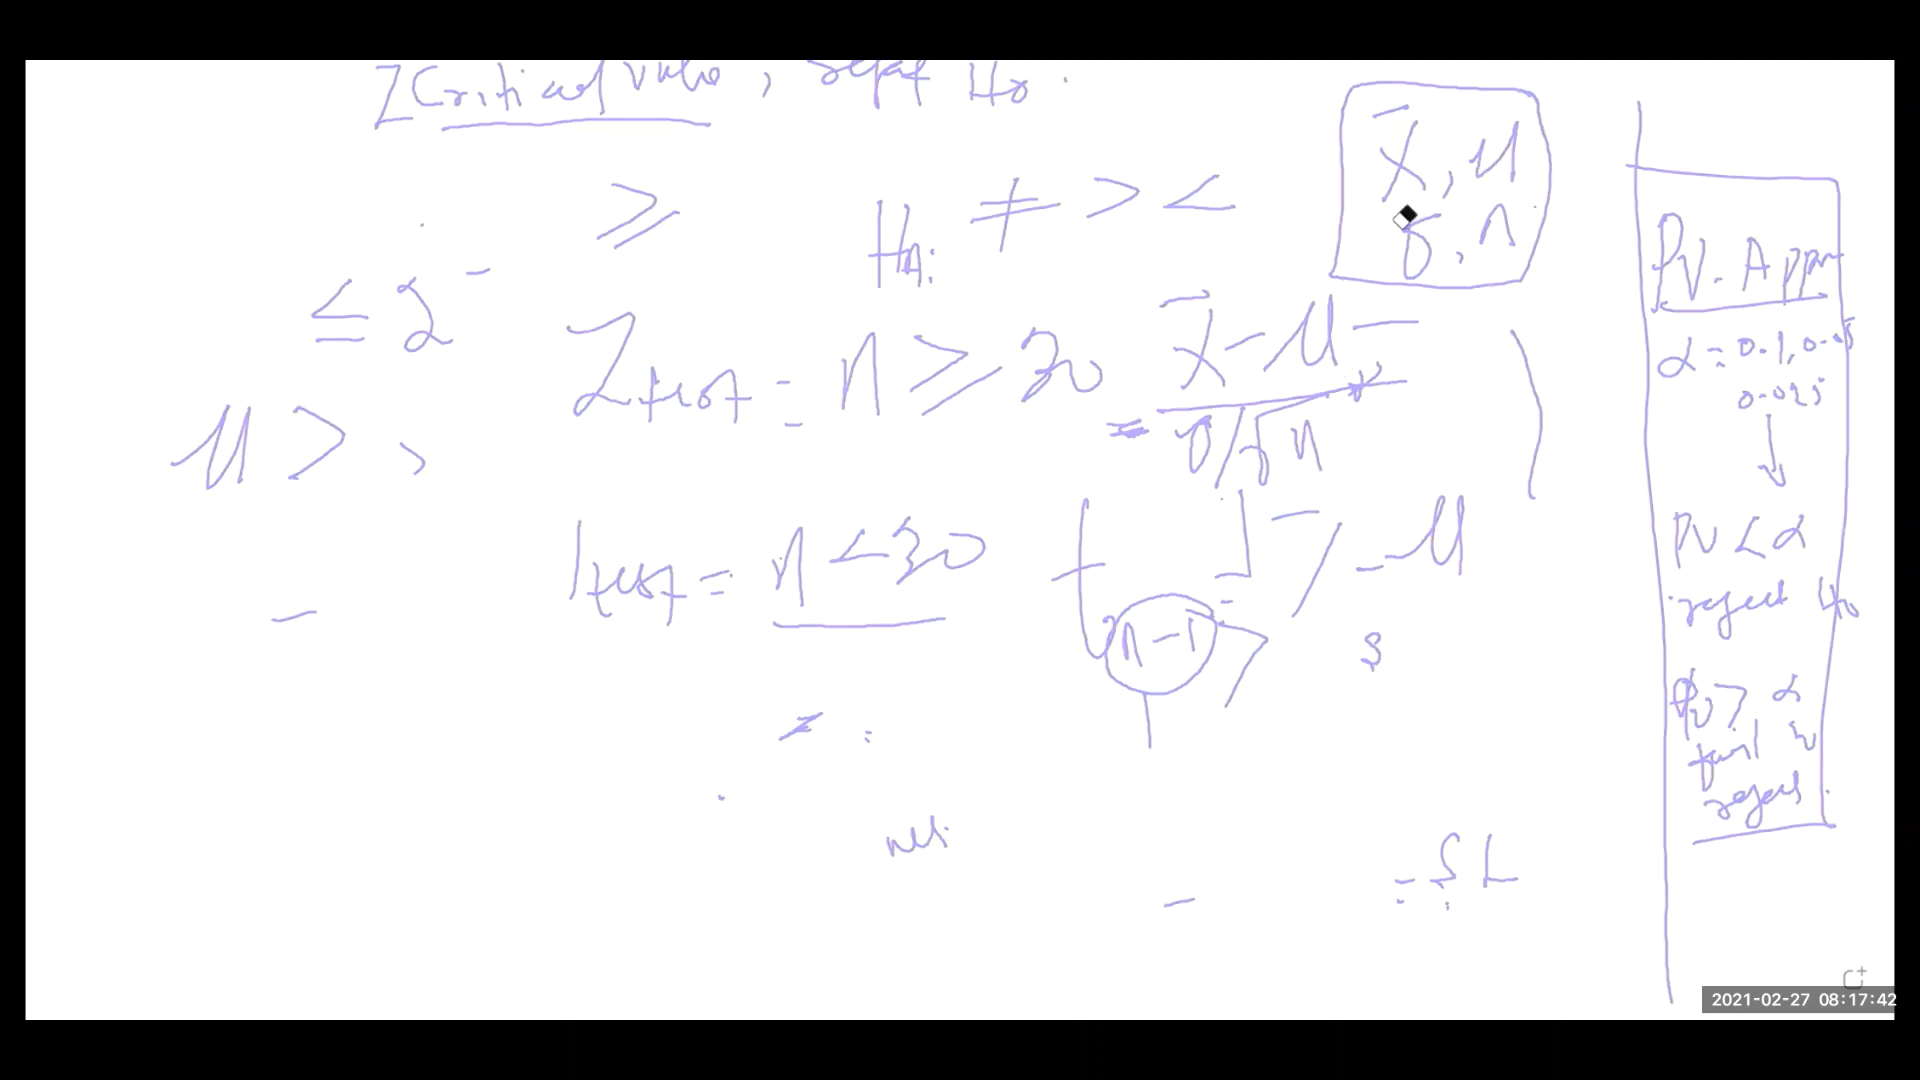 Z Critical value, reject H0.
X̄, μ
σ, n
≥ HA: ≠ > <
≤ 2 -
Ztest = n ≥ 30 = X̄ - μ / σ/√n
μ > ,
ttest = n < 30 t n-1 - μ
s
PV. Appr
α = 0.1, 0.05
0.025
PV < α
reject H0
PV > α
fail to
reject.
2021-02-27 08:17:42